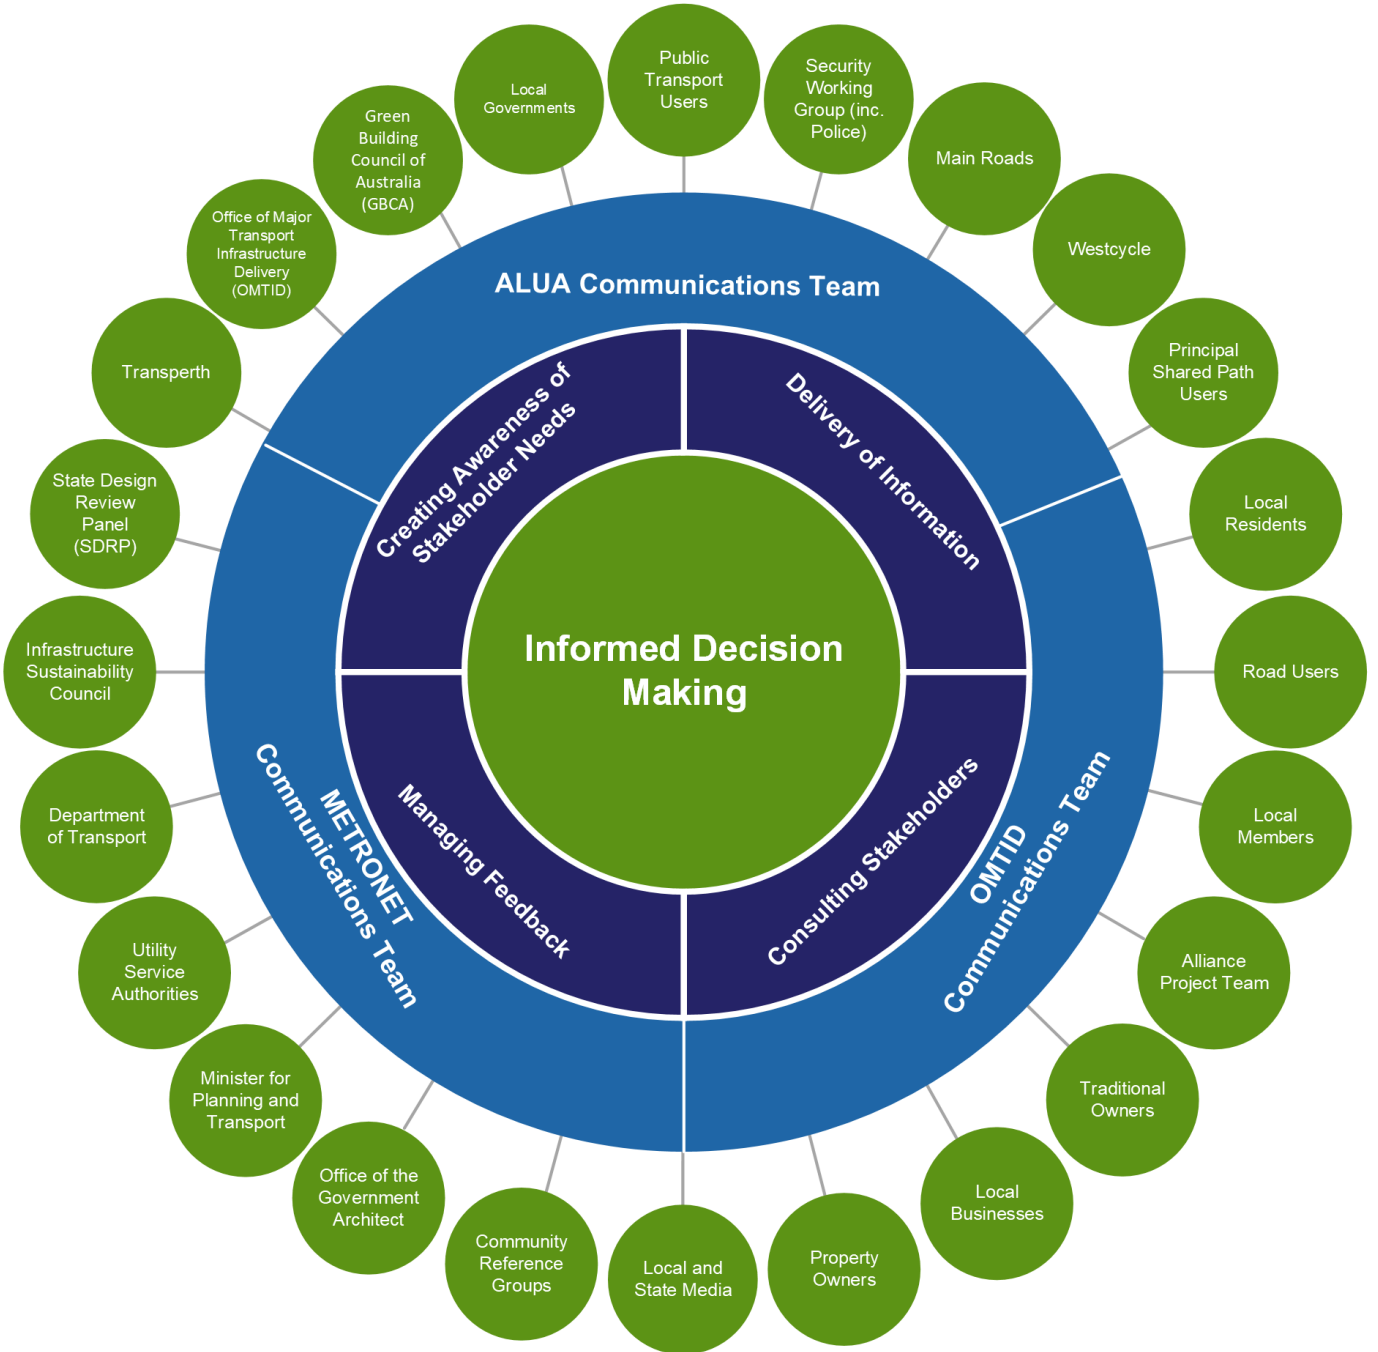 Public
Transport
Users
Security
Working
Group (inc.
Police)
Main Roads
Westcycle
Principal
Shared Path
Users
Local
Residents
Road Users
Local
Members
Alliance
Project Team
Traditional
Owners
Local
Businesses
Property
Owners
Local and
State Media
Community
Reference
Groups
Office of the
Government
Architect
Minister for
Planning and
Transport
Utility
Service
Authorities
Department
of Transport
Infrastructure
Sustainability
Council
State Design
Review
Panel
(SDRP)
Transperth
Office of Major
Transport
Infrastructure
Delivery
(OMTID)
Green
Building
Council of
Australia
(GBCA)
Local
Governments
ALUA Communications Team
OMTID
Communications Team
METRONET
Communications Team
Creating Awareness of
Stakeholder Needs
Delivery of Information
Consulting Stakeholders
Managing Feedback
Informed Decision
Making